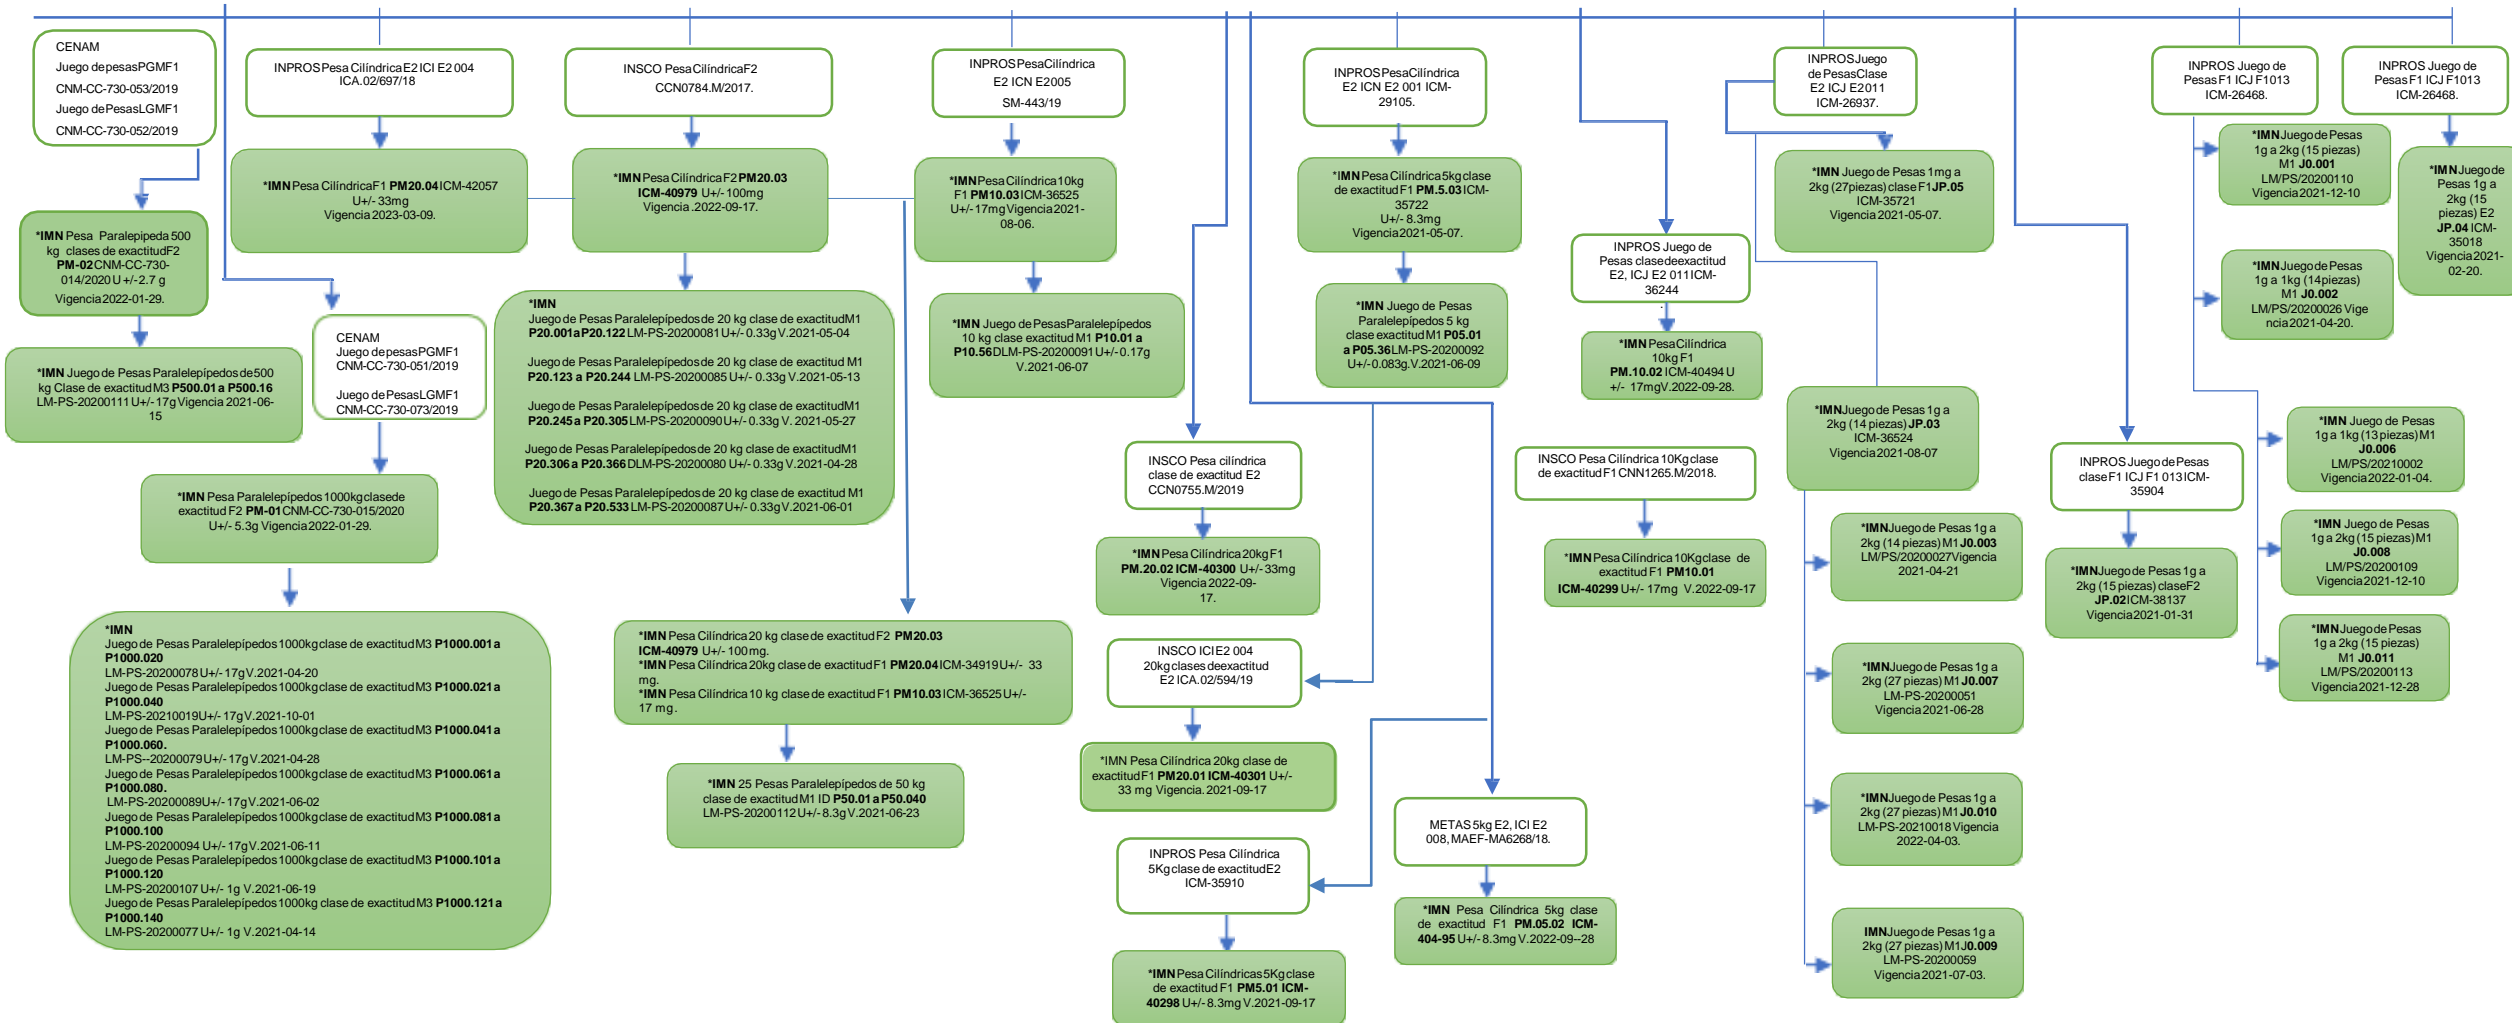 CENAM
Juego de pesas PGMF1
CNM-CC-730-053/2019
Juego de Pesas LGMF1
CNM-CC-730-052/2019
*IMN Pesa Paralepipeda 500
kg clases de exactitud F2
PM-02 CNM-CC-730-
014/2020 U +/-2.7 g
Vigencia 2022-01-29.
*IMN Juego de Pesas Paralelepípedos de 500
kg Clase de exactitud M3 P500.01 a P500.16
LM-PS-20200111 U+/- 17g Vigencia 2021-06-
15
CENAM
Juego de pesas PGMF1
CNM-CC-730-051/2019
Juego de Pesas LGMF1
CNM-CC-730-073/2019
*IMN Pesa Paralelepípedos 1000kg clase de
exactitud F2 PM-01 CNM-CC-730-015/2020
U+/- 5.3g Vigencia 2022-01-29.
*IMN
Juego de Pesas Paralelepípedos 1000kg clase de exactitud M3 P1000.001 a
P1000.020
LM-PS-20200078 U+/- 17g V.2021-04-20
Juego de Pesas Paralelepípedos 1000kg clase de exactitud M3 P1000.021 a
P1000.040
LM-PS-20210019 U+/- 17g V.2021-10-01
Juego de Pesas Paralelepípedos 1000kg clase de exactitud M3 P1000.041 a
P1000.060.
LM-PS--20200079 U+/- 17g V.2021-04-28
Juego de Pesas Paralelepípedos 1000kg clase de exactitud M3 P1000.061 a
P1000.080.
LM-PS-20200089 U+/- 17g V.2021-06-02
Juego de Pesas Paralelepípedos 1000kg clase de exactitud M3 P1000.081 a
P1000.100
LM-PS-20200094 U+/- 17g V.2021-06-11
Juego de Pesas Paralelepípedos 1000kg clase de exactitud M3 P1000.101 a
P1000.120
LM-PS-20200107 U+/- 1g V.2021-06-19
Juego de Pesas Paralelepípedos 1000kg clase de exactitud M3 P1000.121 a
P1000.140
LM-PS-20200077 U+/- 1g V.2021-04-14
INPROS Pesa Cilíndrica E2 ICI E2 004
ICA.02/697/18
*IMN Pesa Cilíndrica F1 PM20.04 ICM-42057
U+/- 33mg
Vigencia 2023-03-09.
INSCO Pesa Cilíndrica F2
CCN0784.M/2017.
*IMN Pesa Cilíndrica F2 PM20.03
ICM-40979 U+/- 100mg
Vigencia .2022-09-17.
*IMN
Juego de Pesas Paralelepípedos de 20 kg clase de exactitud M1
P20.001 a P20.122 LM-PS-20200081 U+/- 0.33g V.2021-05-04
Juego de Pesas Paralelepípedos de 20 kg clase de exactitud M1
P20.123 a P20.244 LM-PS-20200085 U+/- 0.33g V.2021-05-13
Juego de Pesas Paralelepípedos de 20 kg clase de exactitud M1
P20.245 a P20.305 LM-PS-20200090 U+/- 0.33g V. 2021-05-27
Juego de Pesas Paralelepípedos de 20 kg clase de exactitud M1
P20.306 a P20.366 DLM-PS-20200080 U+/- 0.33g V.2021-04-28
Juego de Pesas Paralelepípedos de 20 kg clase de exactitud M1
P20.367 a P20.533 LM-PS-20200087 U+/- 0.33g V.2021-06-01
*IMN Pesa Cilíndrica 20 kg clase de exactitud F2 PM20.03
ICM-40979 U+/- 100mg.
*IMN Pesa Cilíndrica 20kg clase de exactitud F1 PM20.04 ICM-34919 U+/- 33
mg.
*IMN Pesa Cilíndrica 10 kg clase de exactitud F1 PM10.03 ICM-36525 U+/-
17 mg.
*IMN 25 Pesas Paralelepípedos de 50 kg
clase de exactitud M1 ID P50.01 a P50.040
LM-PS-20200112 U+/- 8.3g V.2021-06-23
INPROS Pesa Cilíndrica
E2 ICN E2005
SM-443/19
*IMN Pesa Cilíndrica 10kg
F1 PM10.03 ICM-36525
U+/- 17mg Vigencia 2021-
08-06.
*IMN Juego de Pesas Paralelepípedos
10 kg clase exactitud M1 P10.01 a
P10.56 DLM-PS-20200091 U+/- 0.17g
V.2021-06-07
INSCO Pesa cilíndrica
clase de exactitud E2
CCN0755.M/2019
*IMN Pesa Cilíndrica 20kg F1
PM.20.02 ICM-40300 U+/- 33mg
Vigencia 2022-09-
17.
INSCO ICI E2 004
20kg clases de exactitud
E2 ICA.02/594/19
*IMN Pesa Cilíndrica 20kg clase de
exactitud F1 PM20.01 ICM-40301 U+/-
33 mg Vigencia. 2021-09-17
INPROS Pesa Cilíndrica
5Kg clase de exactitud E2
ICM-35910
*IMN Pesa Cilíndricas 5Kg clase
de exactitud F1 PM5.01 ICM-
40298 U+/- 8.3mg V.2021-09-17
INPROS Pesa Cilíndrica
E2 ICN E2 001 ICM-
29105.
*IMN Pesa Cilíndrica 5kg clase
de exactitud F1 PM.5.03 ICM-
35722
U+/- 8.3mg
Vigencia 2021-05-07.
*IMN Juego de Pesas
Paralelepípedos 5 kg
clase exactitud M1 P05.01
a P05.36 LM-PS-20200092
U+/-0.083g. V.2021-06-09
METAS 5kg E2, ICI E2
008, MAEF-MA6268/18.
*IMN Pesa Cilíndrica 5kg clase
de exactitud F1 PM.05.02 ICM-
404-95 U+/- 8.3mg V.2022-09--28
INPROS Juego de
Pesas clase de exactitud
E2, ICJ E2 011 ICM-
36244
.
*IMN Pesa Cilíndrica
10kg F1
PM.10.02 ICM-40494 U
+/- 17mg V.2022-09-28.
INSCO Pesa Cilíndrica 10Kg clase
de exactitud F1 CNN1265.M/2018.
*IMN Pesa Cilíndrica 10Kg clase de
exactitud F1 PM10.01
ICM-40299 U+/- 17mg V.2022-09-17
INPROS Juego
de Pesas Clase
E2 ICJ E2011
ICM-26937.
*IMN Juego de Pesas 1mg a
2kg (27 piezas) clase F1 JP.05
ICM-35721
Vigencia 2021-05-07.
*IMN Juego de Pesas 1g a
2kg (14 piezas) JP.03
ICM-36524
Vigencia 2021-08-07
*IMN Juego de Pesas 1g a
2kg (14 piezas) M1 J0.003
LM/PS/20200027 Vigencia
2021-04-21
*IMN Juego de Pesas 1g a
2kg (27 piezas) M1 J0.007
LM-PS-20200051
Vigencia 2021-06-28
*IMN Juego de Pesas 1g a
2kg (27 piezas) M1 J0.010
LM-PS-20210018 Vigencia
2022-04-03.
IMN Juego de Pesas 1g a
2kg (27 piezas) M1 J0.009
LM-PS-20200059
Vigencia 2021-07-03.
INPROS Juego de Pesas
clase F1 ICJ F1 013 ICM-
35904
*IMN Juego de Pesas 1g a
2kg (15 piezas) clase F2
JP.02 ICM-38137
Vigencia 2021-01-31
INPROS Juego de
Pesas F1 ICJ F1013
ICM-26468.
*IMN Juego de Pesas
1g a 2kg (15 piezas)
M1 J0.001
LM/PS/20200110
Vigencia 2021-12-10
*IMN Juego de Pesas
1g a 1kg (14 piezas)
M1 J0.002
LM/PS/20200026 Vige
ncia 2021-04-20.
*IMN Juego de Pesas
1g a 1kg (13 piezas) M1
J0.006
LM/PS/20210002
Vigencia 2022-01-04.
*IMN Juego de Pesas
1g a 2kg (15 piezas) M1
J0.008
LM/PS/20200109
Vigencia 2021-12-10
*IMN Juego de Pesas
1g a 2kg (15 piezas)
M1 J0.011
LM/PS/20200113
Vigencia 2021-12-28
INPROS Juego de
Pesas F1 ICJ F1013
ICM-26468.
*IMN Juego de
Pesas 1g a
2kg (15
piezas) E2
JP.04 ICM-
35018
Vigencia 2021-
02-20.